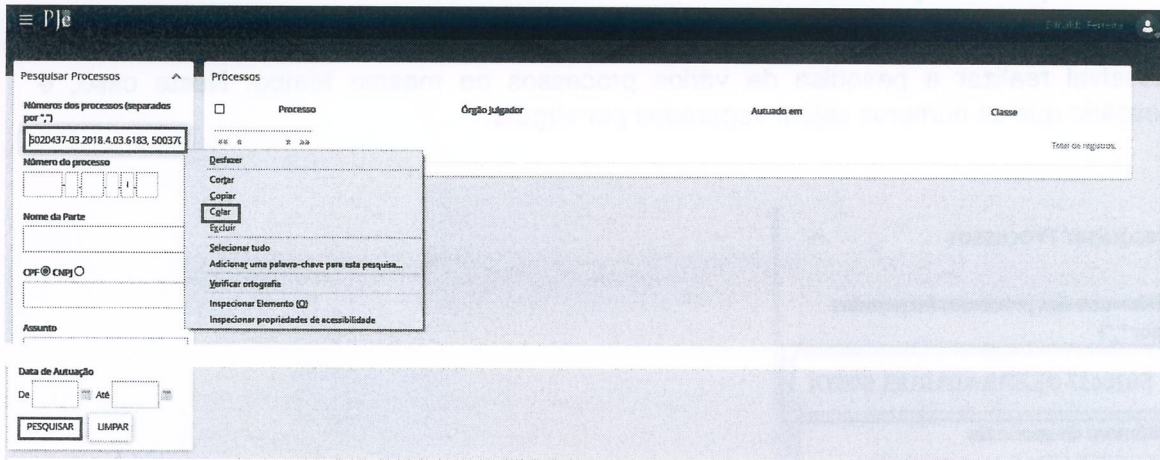 PJe
Pesquisar Processos
Números dos processos (separados
por ",")
5020437-03.2018.4.03.6183, 50037(
Número do processo
Nome da Parte
CPF CNPJ
Assunto
Data de Autuação
De Até
PESQUISAR LIMPAR
Processos
Processo Órgão Julgador Autuado em Classe
«« « » »»
Total de registros:
Desfazer
Cortar
Copiar
Colar
Excluir
Selecionar tudo
Adicionar uma palavra-chave para esta pesquisa...
Verificar ortografia
Inspecionar Elemento (Q)
Inspecionar propriedades de acessibilidade